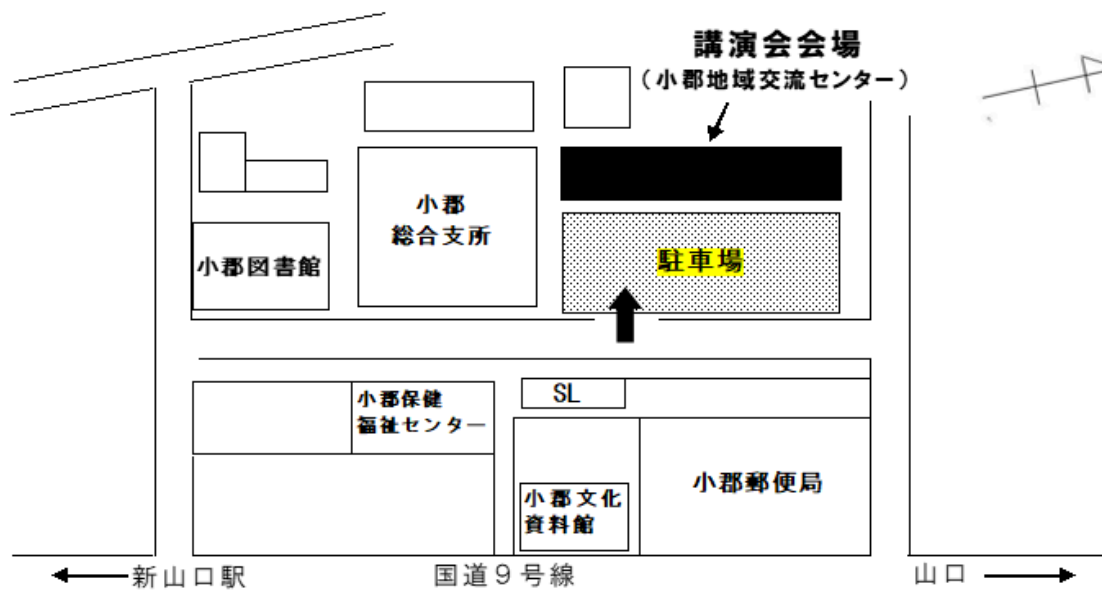 講演会会場
(小郡地域交流センター)
小郡
総合支所
小郡図書館
駐車場
小郡保健
福祉センター
SL
小郡文化
資料館
小郡郵便局
新山口駅
国道9号線
山口